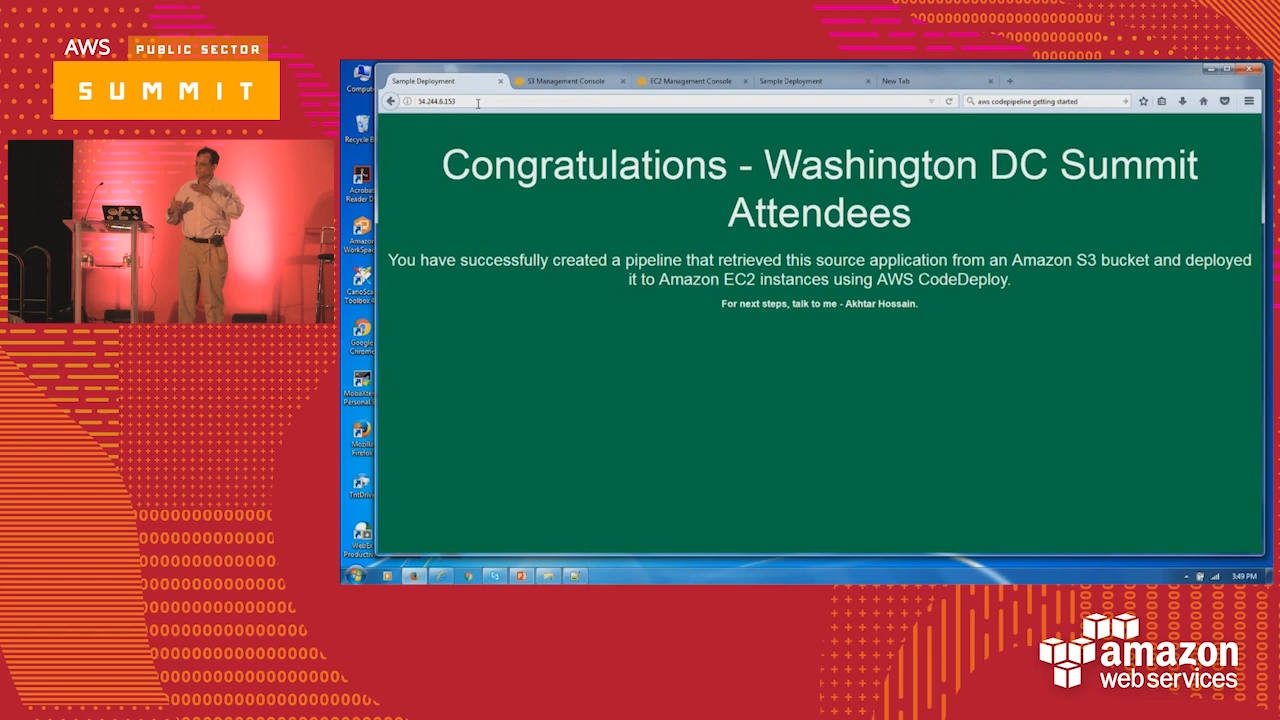 AWS PUBLIC SECTOR
SUMMIT
Sample Deployment
S3 Management Console
EC2 Management Console
Sample Deployment
New Tab
54.244.6.153
aws codepipeline getting started
Congratulations - Washington DC Summit
Attendees
You have successfully created a pipeline that retrieved this source application from an Amazon S3 bucket and deployed
it to Amazon EC2 instances using AWS CodeDeploy.
For next steps, talk to me - Akhtar Hossain.
Recycle
Acrobat
Reader
Amazon
Google
Chrome
Mozilla
Firefox
3:49 PM
amazon
web services